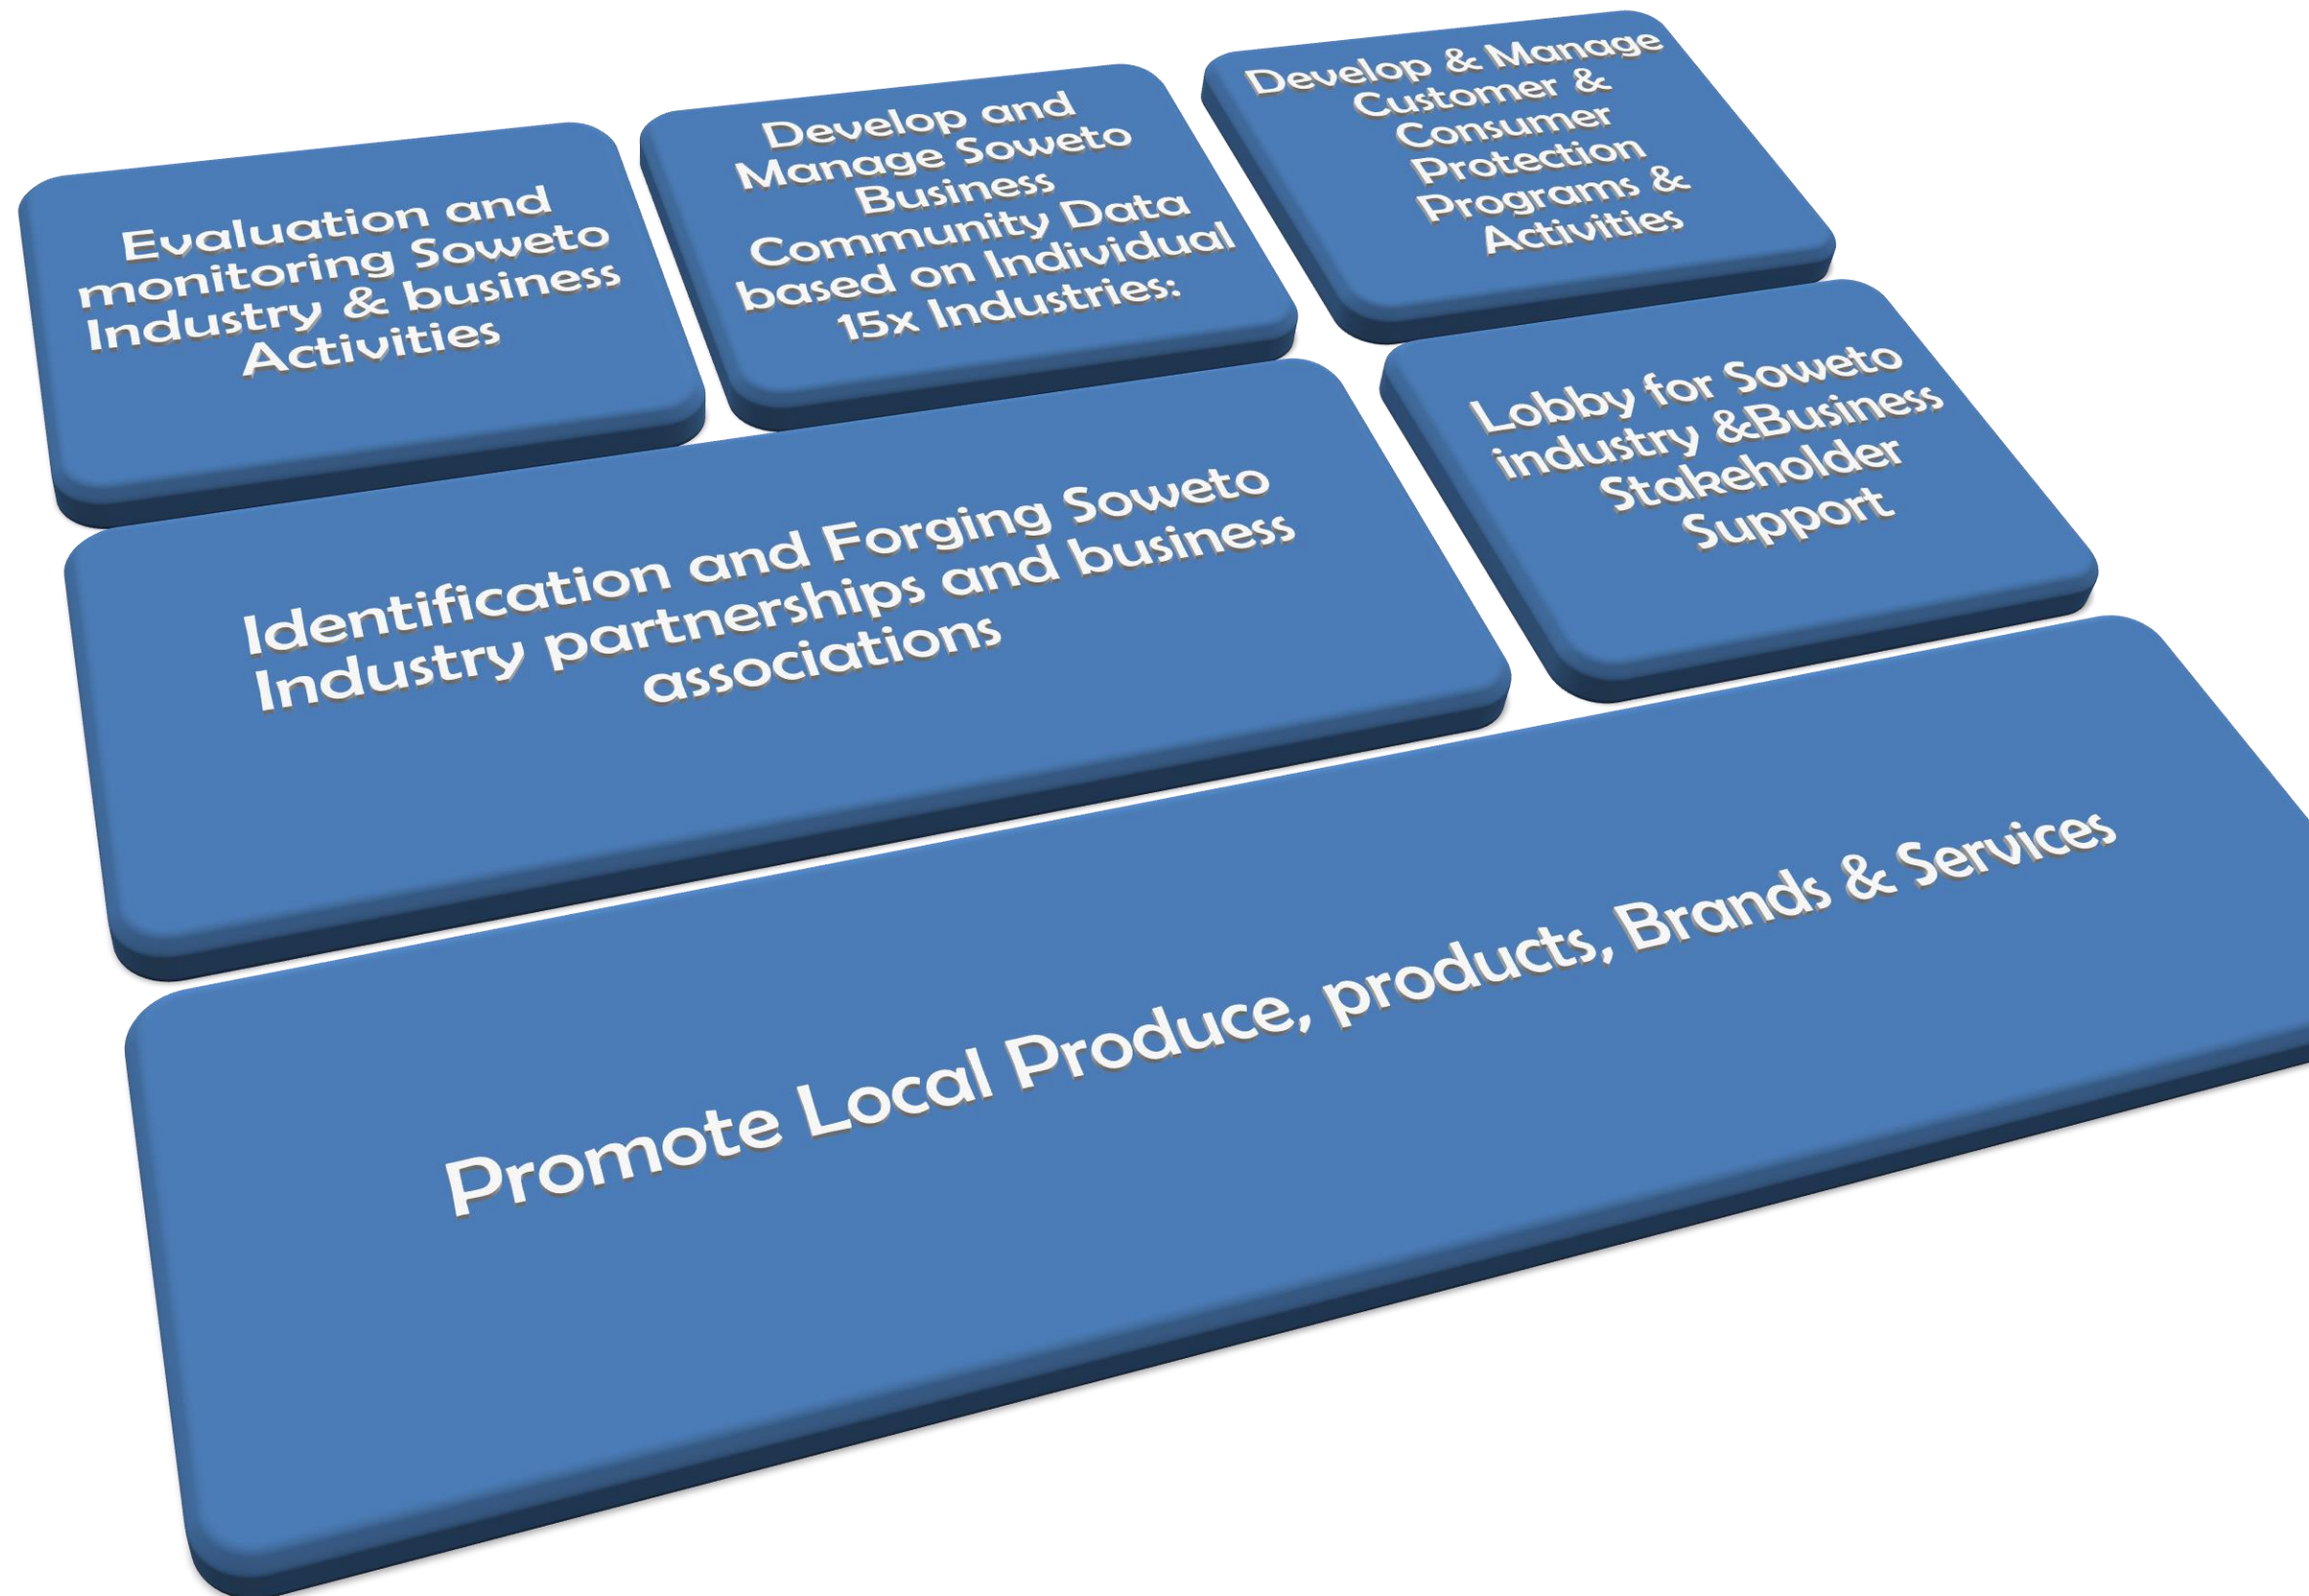 Evaluation and
monitoring Soweto
Industry & business
Activities
Develop and
Manage Soweto
Business
Community Data
based on Individual
15x Industries:
Develop & Manage
Customer &
Consumer
Protection
Programs &
Activities
Identification and Forging Soweto
Industry partnerships and business
associations
Lobby for Soweto
industry &Business
Stakeholder
Support
Promote Local Produce, products, Brands & Services